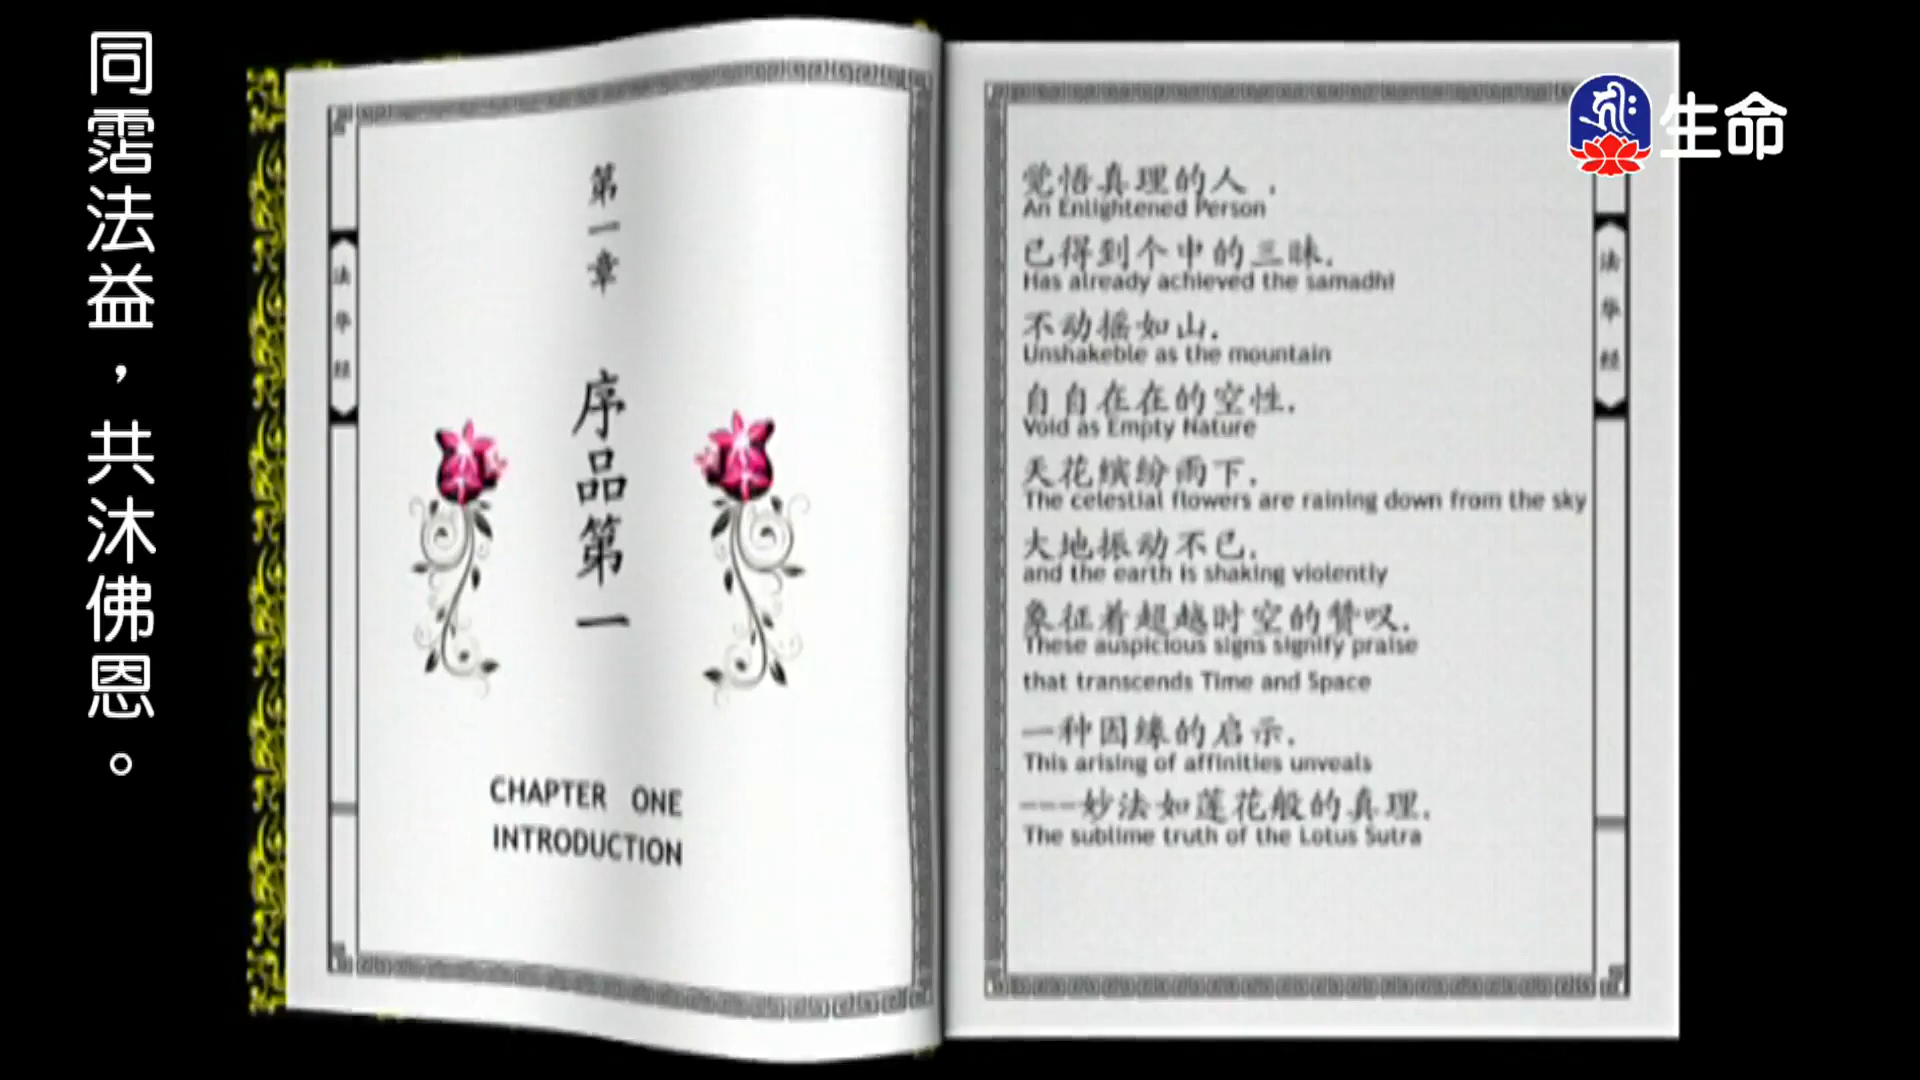 同霑法益，共沐佛恩。
法华经
第一章
序品第一
CHAPTER ONE
INTRODUCTION
生命
觉悟真理的人 .
An Enlightened Person
已得到个中的三昧.
Has already achieved the samadhi
不动摇如山.
Unshakeble as the mountain
自自在在的空性.
Void as Empty Nature
天花缤纷雨下.
The celestial flowers are raining down from the sky
大地振动不已.
and the earth is shaking violently
象征着超越时空的赞叹.
These auspicious signs signify praise
that transcends Time and Space
一种因缘的启示.
This arising of affinities unveals
---妙法如莲花般的真理.
The sublime truth of the Lotus Sutra
法华经